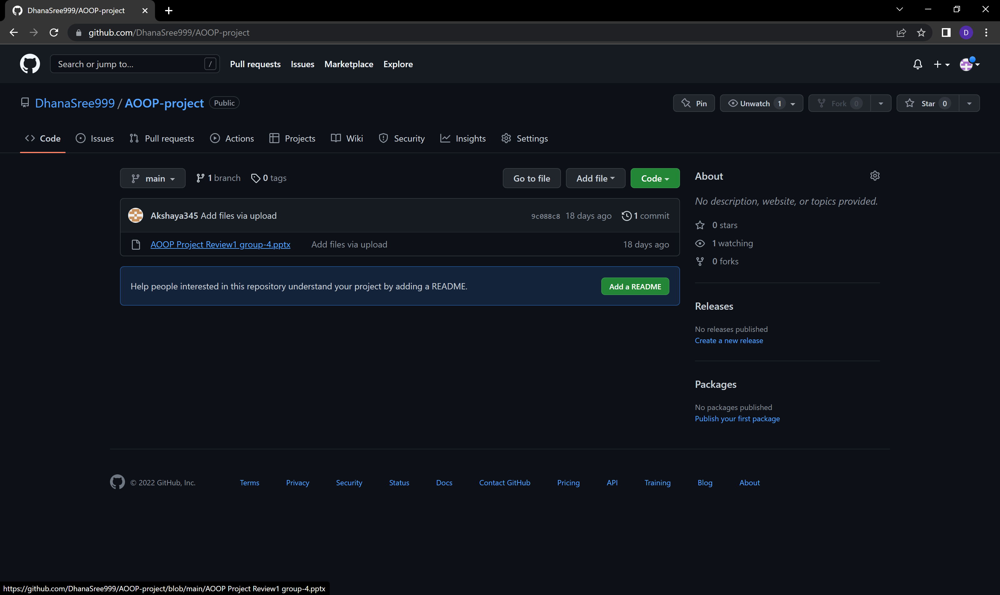 DhanaSree999/AOOP-project
github.com/DhanaSree999/AOOP-project
D
Search or jump to...
/
Pull requests
Issues
Marketplace
Explore
DhanaSree999 / AOOP-project Public
Pin
Unwatch 1
Fork 0
Star 0
Code
Issues
Pull requests
Actions
Projects
Wiki
Security
Insights
Settings
main
1 branch
0 tags
Go to file
Add file
Code
Akshaya345 Add files via upload
9c088c8 18 days ago
1 commit
AOOP Project Review1 group-4.pptx
Add files via upload
18 days ago
Help people interested in this repository understand your project by adding a README.
Add a README
About
No description, website, or topics provided.
0 stars
1 watching
0 forks
Releases
No releases published
Create a new release
Packages
No packages published
Publish your first package
© 2022 GitHub, Inc.
Terms
Privacy
Security
Status
Docs
Contact GitHub
Pricing
API
Training
Blog
About
https://github.com/DhanaSree999/AOOP-project/blob/main/AOOP Project Review1 group-4.pptx